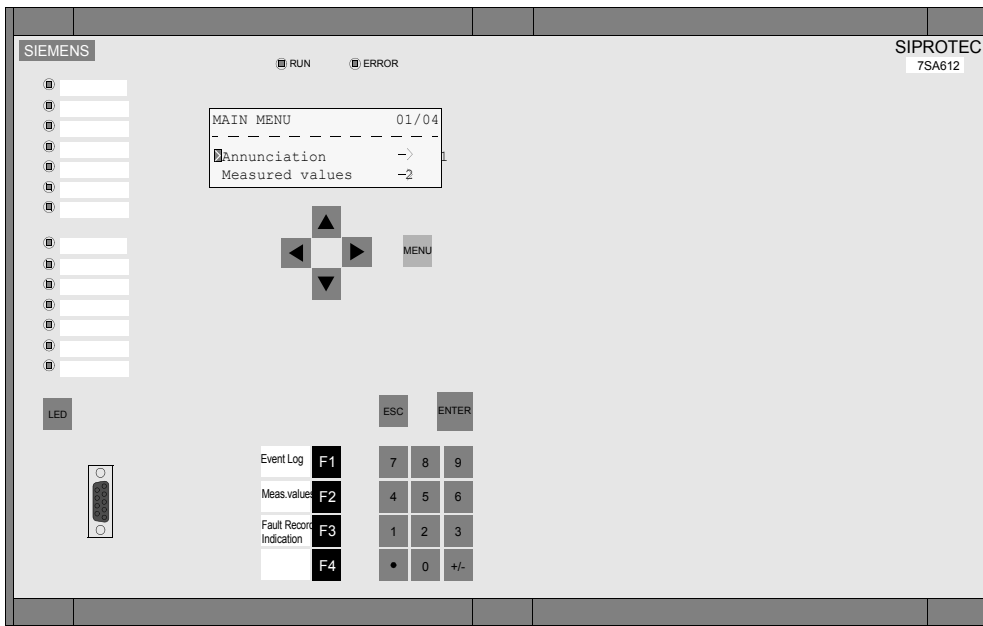 SIEMENS
SIPROTEC
7SA612
RUN
ERROR
MAIN MENU 01/04
Annunciation –> 1
Measured values –2
MENU
LED
ESC
ENTER
Event Log F1
7 8 9
Meas.values F2
4 5 6
Fault Record
Indication F3
1 2 3
F4
• 0 +/-